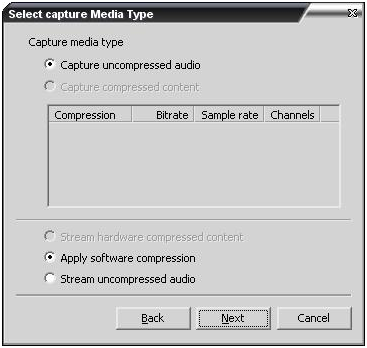 Select capture Media Type
Capture media type
Capture uncompressed audio
Capture compressed content
Compression Bitrate Sample rate Channels
Stream hardware compressed content
Apply software compression
Stream uncompressed audio
Back Next Cancel